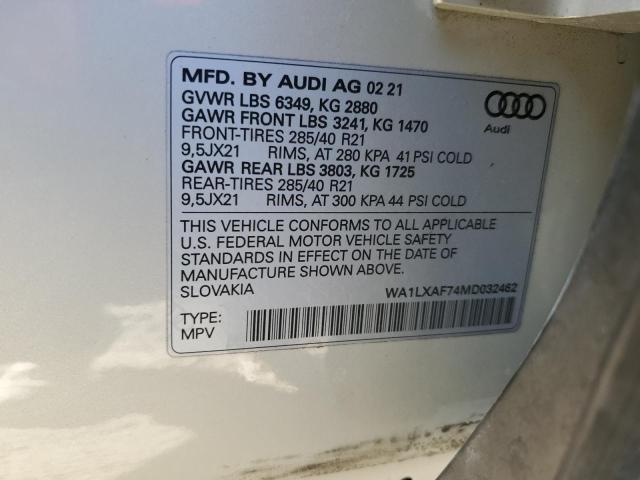 MFD. BY AUDI AG 02 21
GVWR LBS 6349, KG 2880
GAWR FRONT LBS 3241, KG 1470
FRONT-TIRES 285/40 R21
9,5JX21 RIMS, AT 280 KPA 41 PSI COLD
GAWR REAR LBS 3803, KG 1725
REAR-TIRES 285/40 R21
9,5JX21 RIMS, AT 300 KPA 44 PSI COLD
Audi
THIS VEHICLE CONFORMS TO ALL APPLICABLE
U.S. FEDERAL MOTOR VEHICLE SAFETY
STANDARDS IN EFFECT ON THE DATE OF
MANUFACTURE SHOWN ABOVE.
SLOVAKIA
WA1LXAF74MD032462
TYPE:
MPV